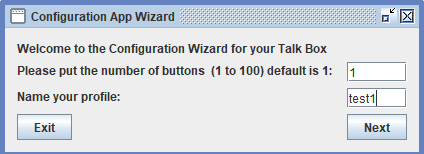 Configuration App Wizard
Welcome to the Configuration Wizard for your Talk Box
Please put the number of buttons (1 to 100) default is 1: 1
Name your profile: test1
Exit Next